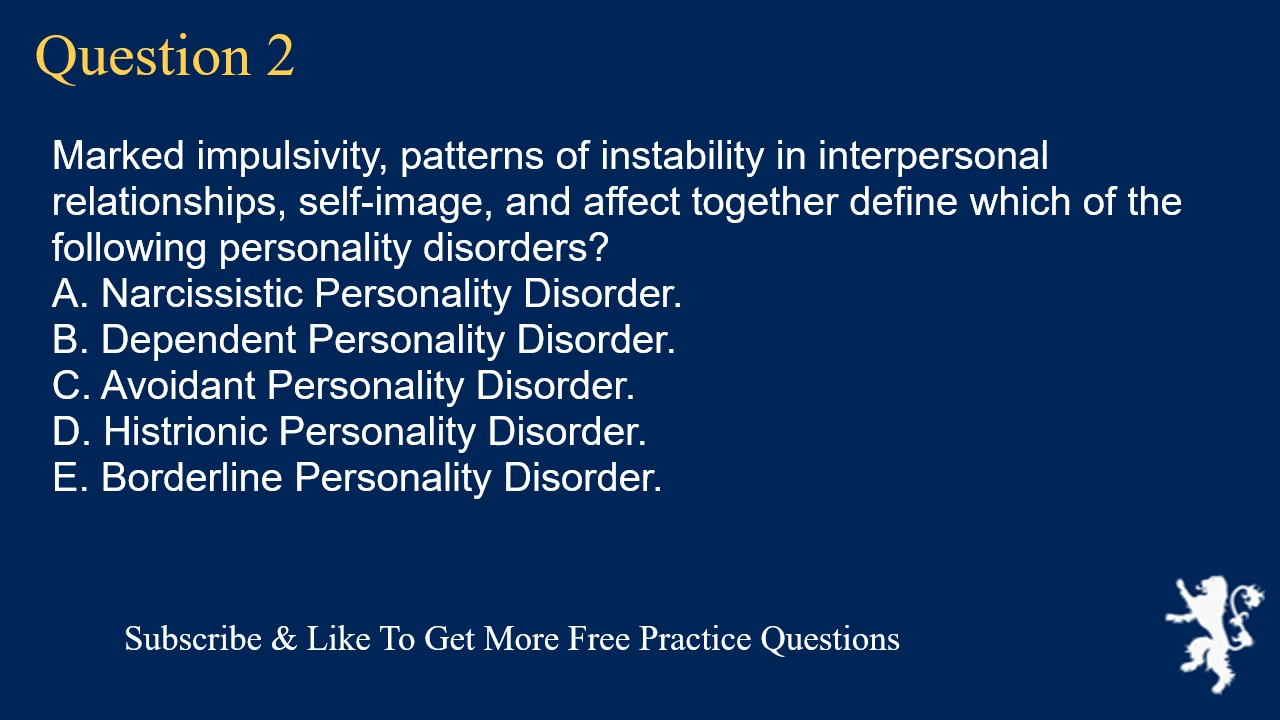 Question 2
Marked impulsivity, patterns of instability in interpersonal
relationships, self-image, and affect together define which of the
following personality disorders?
A. Narcissistic Personality Disorder.
B. Dependent Personality Disorder.
C. Avoidant Personality Disorder.
D. Histrionic Personality Disorder.
E. Borderline Personality Disorder.
Subscribe & Like To Get More Free Practice Questions